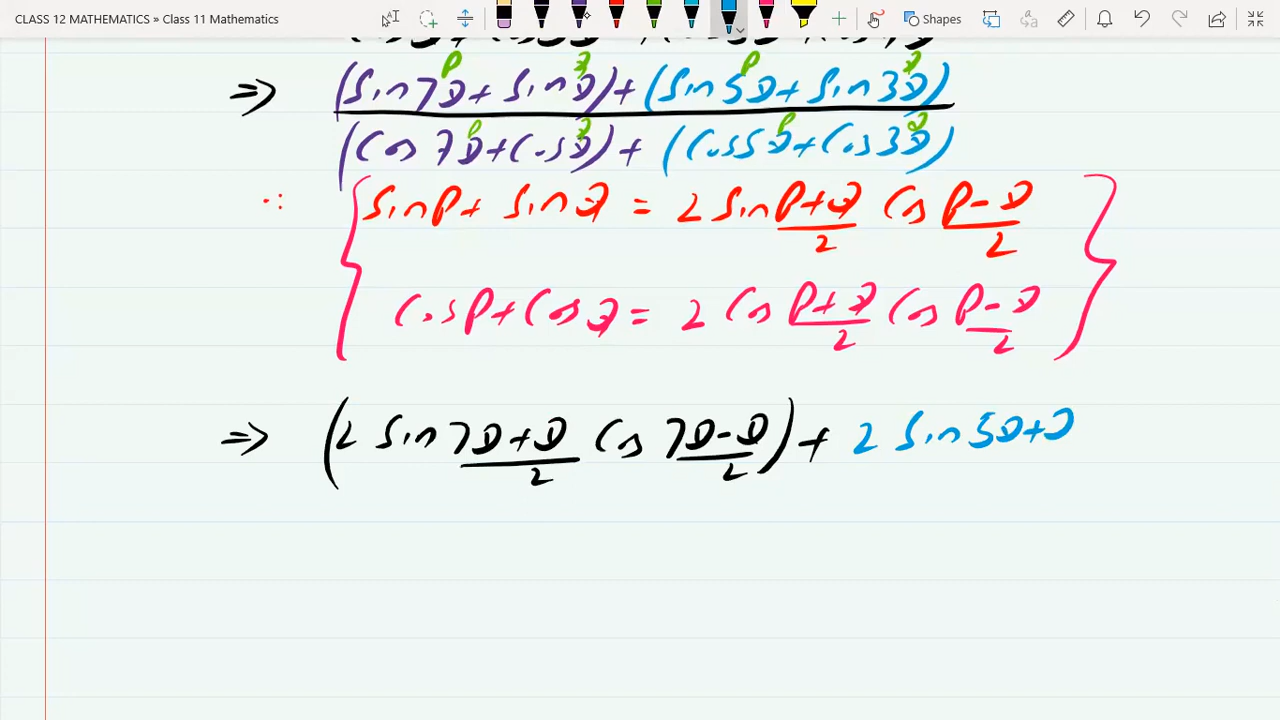 CLASS 12 MATHEMATICS » Class 11 Mathematics
Shapes
⇒ (Sin7θ + Sinθ) + (Sin5θ + Sin3θ)
(Cos7θ + Cosθ) + (Cos5θ + Cos3θ)
∵ { SinP + SinQ = 2 Sin P+Q/2 Cos P-Q/2
CosP + CosQ = 2 Cos P+Q/2 Cos P-Q/2 }
⇒ (2 Sin 7θ+θ/2 Cos 7θ-θ/2) + 2 Sin 5θ+